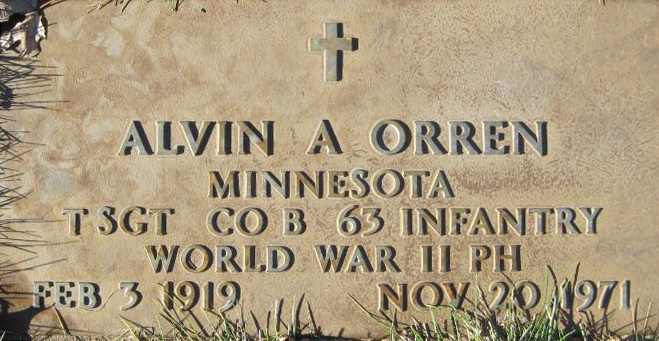 ALVIN A ORREN
MINNESOTA
T SGT CO B 63 INFANTRY
WORLD WAR II PH
FEB 3 1919 NOV 20 1971